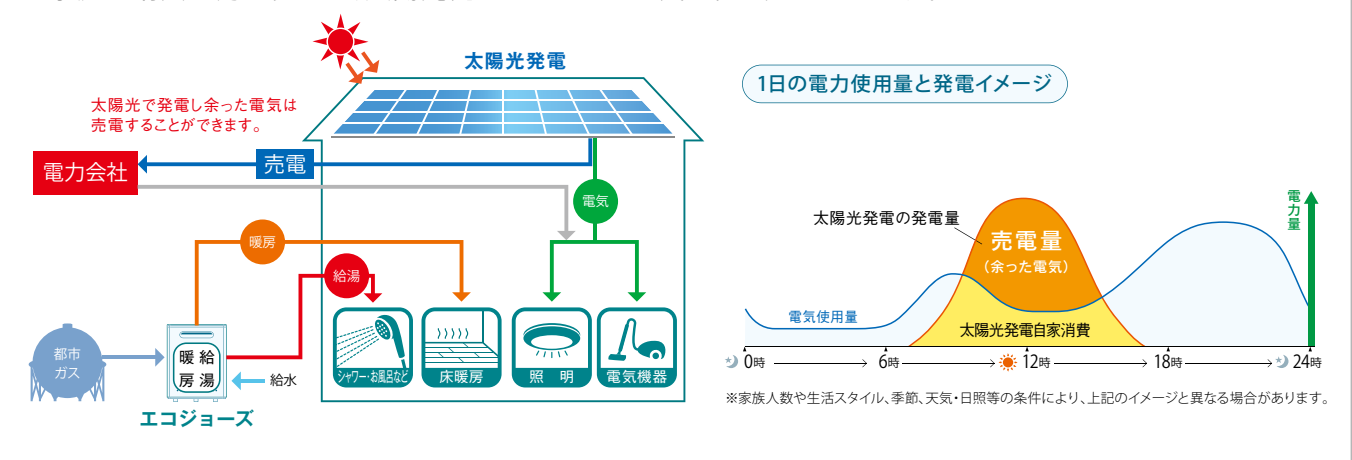 太陽光発電
太陽光で発電し余った電気は
売電することができます。
電力会社
売電
電気
暖房
給湯
都市
ガス
暖 給
房 湯
給水
エコジョーズ
シャワー・お風呂など
床暖房
照 明
電気機器
1日の電力使用量と発電イメージ
電力量
太陽光発電の発電量
売電量
(余った電気)
電気使用量
太陽光発電自家消費
0時
6時
12時
18時
24時
※家族人数や生活スタイル、季節、天気・日照等の条件により、上記のイメージと異なる場合があります。